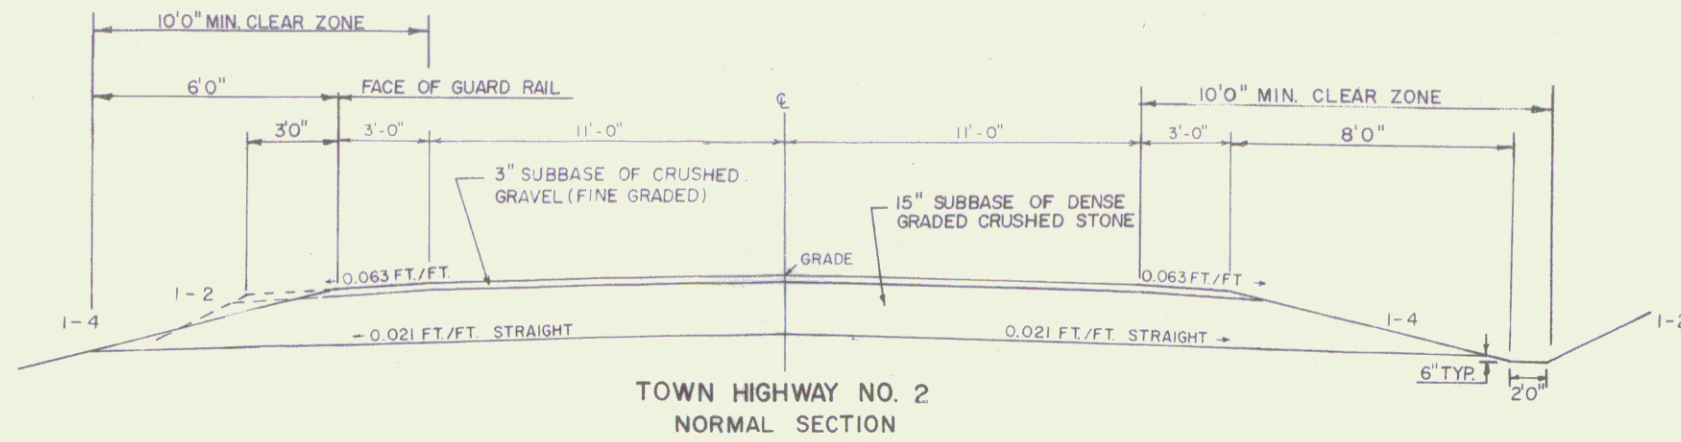 10'0" MIN. CLEAR ZONE
6'0"
FACE OF GUARD RAIL
℄
10'0" MIN. CLEAR ZONE
3'0"
3'-0"
11'-0"
11'-0"
3'-0"
8'0"
3" SUBBASE OF CRUSHED
GRAVEL (FINE GRADED)
15" SUBBASE OF DENSE
GRADED CRUSHED STONE
GRADE
0.063 FT./FT.
0.063 FT./FT
1-2
1-4
1-4
1-2
0.021 FT./FT. STRAIGHT
0.021 FT./FT. STRAIGHT
6" TYP.
2'0"
TOWN HIGHWAY NO. 2
NORMAL SECTION